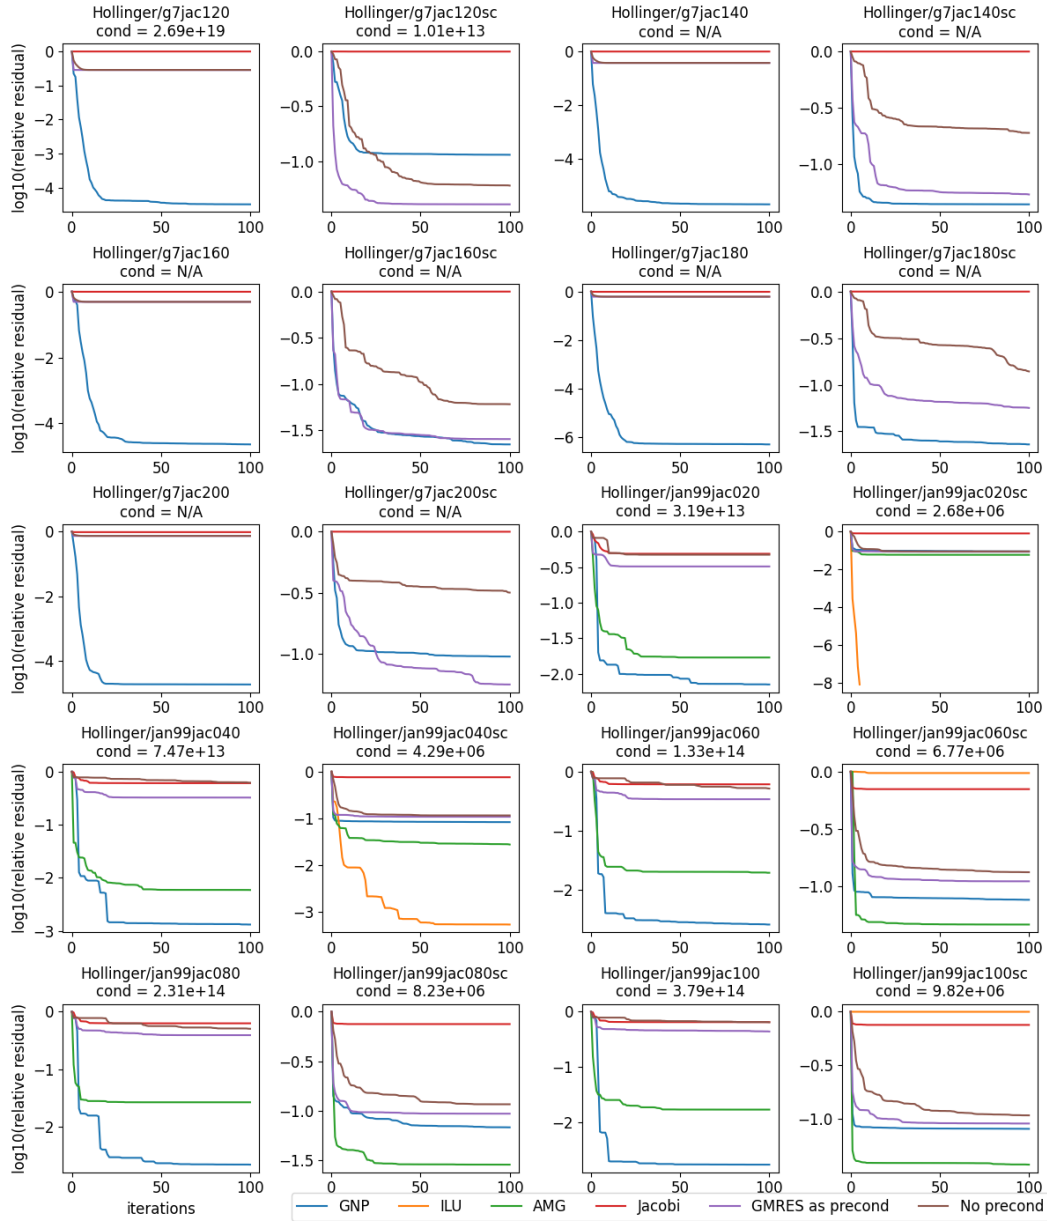 Hollinger/g7jac120
cond = 2.69e+19
Hollinger/g7jac120sc
cond = 1.01e+13
Hollinger/g7jac140
cond = N/A
Hollinger/g7jac140sc
cond = N/A
log10(relative residual)
0
−1
−2
−3
−4
0
50
100
0.0
−0.5
−1.0
0
50
100
0
−2
−4
0
50
100
0.0
−0.5
−1.0
0
50
100
Hollinger/g7jac160
cond = N/A
Hollinger/g7jac160sc
cond = N/A
Hollinger/g7jac180
cond = N/A
Hollinger/g7jac180sc
cond = N/A
log10(relative residual)
0
−2
−4
0
50
100
0.0
−0.5
−1.0
−1.5
0
50
100
0
−2
−4
−6
0
50
100
0.0
−0.5
−1.0
−1.5
0
50
100
Hollinger/g7jac200
cond = N/A
Hollinger/g7jac200sc
cond = N/A
Hollinger/jan99jac020
cond = 3.19e+13
Hollinger/jan99jac020sc
cond = 2.68e+06
log10(relative residual)
0
−2
−4
0
50
100
0.0
−0.5
−1.0
0
50
100
0.0
−0.5
−1.0
−1.5
−2.0
0
50
100
0
−2
−4
−6
−8
0
50
100
Hollinger/jan99jac040
cond = 7.47e+13
Hollinger/jan99jac040sc
cond = 4.29e+06
Hollinger/jan99jac060
cond = 1.33e+14
Hollinger/jan99jac060sc
cond = 6.77e+06
log10(relative residual)
0
−1
−2
−3
0
50
100
0
−1
−2
−3
0
50
100
0
−1
−2
0
50
100
0.0
−0.5
−1.0
0
50
100
Hollinger/jan99jac080
cond = 2.31e+14
Hollinger/jan99jac080sc
cond = 8.23e+06
Hollinger/jan99jac100
cond = 3.79e+14
Hollinger/jan99jac100sc
cond = 9.82e+06
log10(relative residual)
0
−1
−2
0
50
100
iterations
0.0
−0.5
−1.0
−1.5
0
50
100
0
−1
−2
0
50
100
0.0
−0.5
−1.0
0
50
100
GNP
ILU
AMG
Jacobi
GMRES as precond
No precond